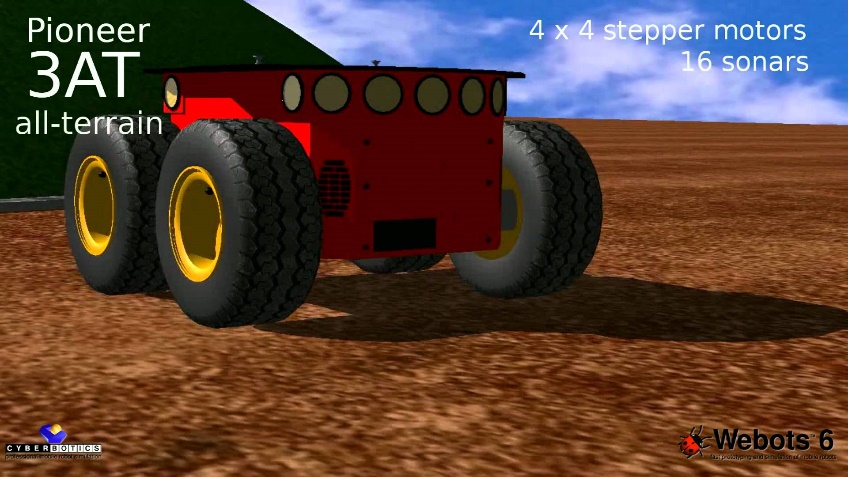 Pioneer
3AT
all-terrain
4 x 4 stepper motors
16 sonars
CYBERBOTICS
Webots 6